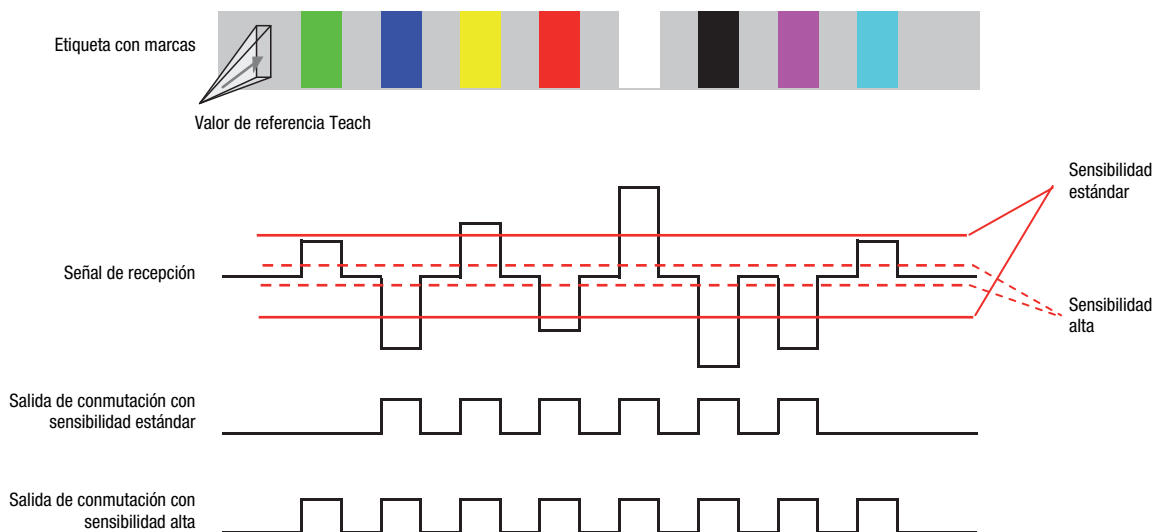 Etiqueta con marcas
Valor de referencia Teach
Sensibilidad
estándar
Señal de recepción
Sensibilidad
alta
Salida de conmutación con
sensibilidad estándar
Salida de conmutación con
sensibilidad alta